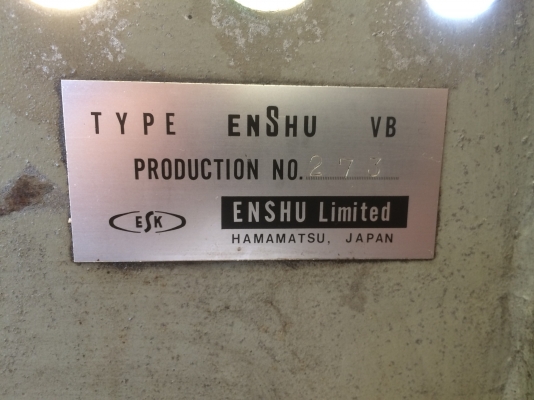 TYPE enShu VB
PRODUCTION NO. 273
ESK
ENSHU Limited
HAMAMATSU, JAPAN